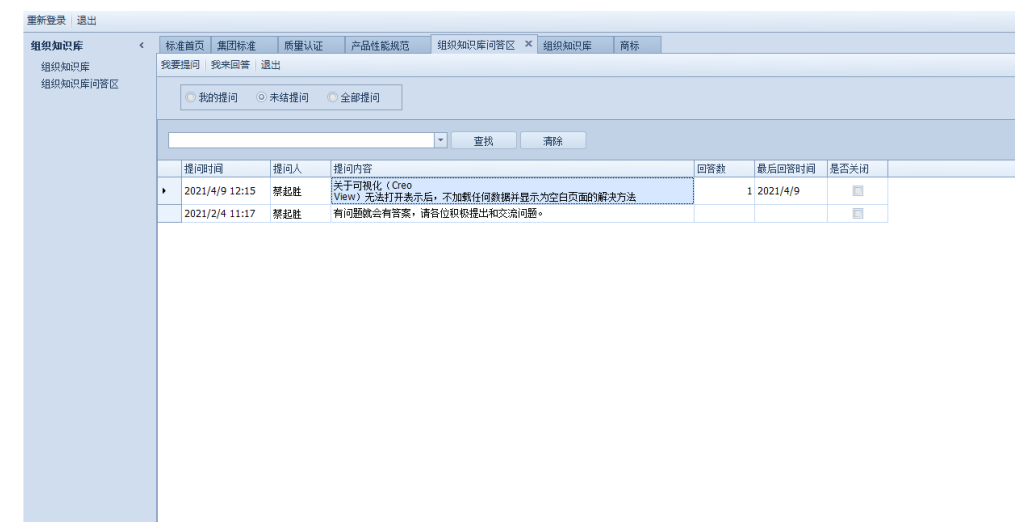 重新登录 退出
组织知识库 <
组织知识库
组织知识库问答区
标准首页 集团标准 质量认证 产品性能规范 组织知识库问答区 × 组织知识库 商标
我要提问 我来回答 退出
我的提问 未结提问 全部提问
查找 清除
提问时间 提问人 提问内容 回答数 最后回答时间 是否关闭
2021/4/9 12:15 蔡起胜 关于可视化（Creo
View）无法打开表示后，不加载任何数据并显示为空白页面的解决方法 1 2021/4/9
2021/2/4 11:17 蔡起胜 有问题就会有答案，请各位积极提出和交流问题。